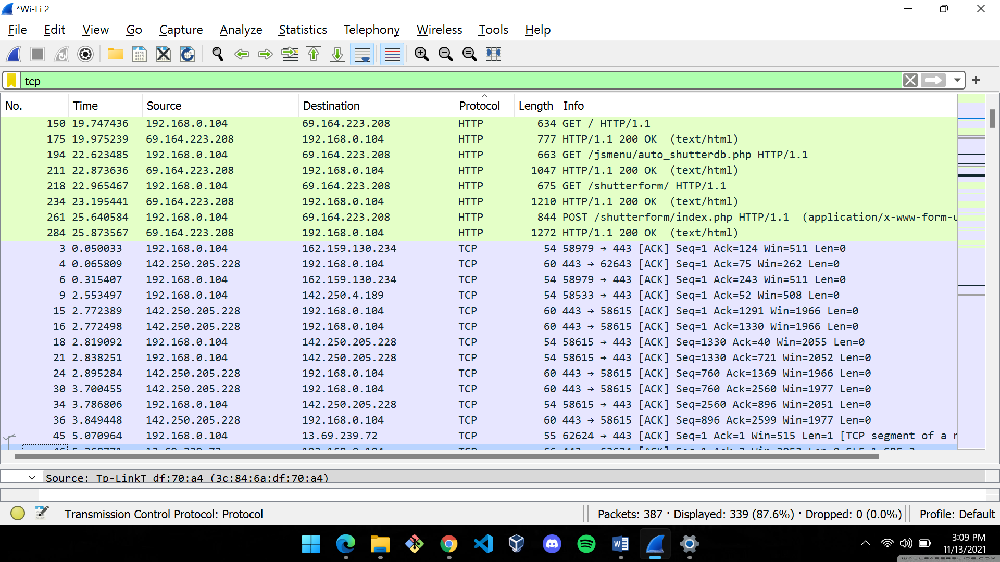 *Wi-Fi 2
File Edit View Go Capture Analyze Statistics Telephony Wireless Tools Help
tcp
No. Time Source Destination Protocol Length Info
150 19.747436 192.168.0.104 69.164.223.208 HTTP 634 GET / HTTP/1.1
175 19.975239 69.164.223.208 192.168.0.104 HTTP 777 HTTP/1.1 200 OK (text/html)
194 22.623485 192.168.0.104 69.164.223.208 HTTP 663 GET /jsmenu/auto_shutterdb.php HTTP/1.1
211 22.873636 69.164.223.208 192.168.0.104 HTTP 1047 HTTP/1.1 200 OK (text/html)
218 22.965467 192.168.0.104 69.164.223.208 HTTP 675 GET /shutterform/ HTTP/1.1
234 23.195441 69.164.223.208 192.168.0.104 HTTP 1210 HTTP/1.1 200 OK (text/html)
261 25.640584 192.168.0.104 69.164.223.208 HTTP 844 POST /shutterform/index.php HTTP/1.1 (application/x-www-form-u
284 25.873567 69.164.223.208 192.168.0.104 HTTP 1272 HTTP/1.1 200 OK (text/html)
3 0.050033 192.168.0.104 162.159.130.234 TCP 54 58979 → 443 [ACK] Seq=1 Ack=124 Win=511 Len=0
4 0.065809 142.250.205.228 192.168.0.104 TCP 60 443 → 62643 [ACK] Seq=1 Ack=75 Win=262 Len=0
6 0.315407 192.168.0.104 162.159.130.234 TCP 54 58979 → 443 [ACK] Seq=1 Ack=243 Win=511 Len=0
9 2.553497 192.168.0.104 142.250.4.189 TCP 54 58533 → 443 [ACK] Seq=1 Ack=52 Win=508 Len=0
15 2.772389 142.250.205.228 192.168.0.104 TCP 60 443 → 58615 [ACK] Seq=1 Ack=1291 Win=1966 Len=0
16 2.772498 142.250.205.228 192.168.0.104 TCP 60 443 → 58615 [ACK] Seq=1 Ack=1330 Win=1966 Len=0
18 2.819092 192.168.0.104 142.250.205.228 TCP 54 58615 → 443 [ACK] Seq=1330 Ack=40 Win=2055 Len=0
21 2.838251 192.168.0.104 142.250.205.228 TCP 54 58615 → 443 [ACK] Seq=1330 Ack=721 Win=2052 Len=0
24 2.895284 142.250.205.228 192.168.0.104 TCP 60 443 → 58615 [ACK] Seq=760 Ack=1369 Win=1966 Len=0
30 3.700455 142.250.205.228 192.168.0.104 TCP 60 443 → 58615 [ACK] Seq=760 Ack=2560 Win=1977 Len=0
34 3.786806 192.168.0.104 142.250.205.228 TCP 54 58615 → 443 [ACK] Seq=2560 Ack=896 Win=2051 Len=0
36 3.849448 142.250.205.228 192.168.0.104 TCP 60 443 → 58615 [ACK] Seq=896 Ack=2599 Win=1977 Len=0
45 5.070964 192.168.0.104 13.69.239.72 TCP 55 62624 → 443 [ACK] Seq=1 Ack=1 Win=515 Len=1 [TCP segment of a r
Source: Tp-LinkT_df:70:a4 (3c:84:6a:df:70:a4)
Transmission Control Protocol: Protocol
Packets: 387 · Displayed: 339 (87.6%) · Dropped: 0 (0.0%)
Profile: Default
3:09 PM
11/13/2021
WALLPAPERSWIDE.COM